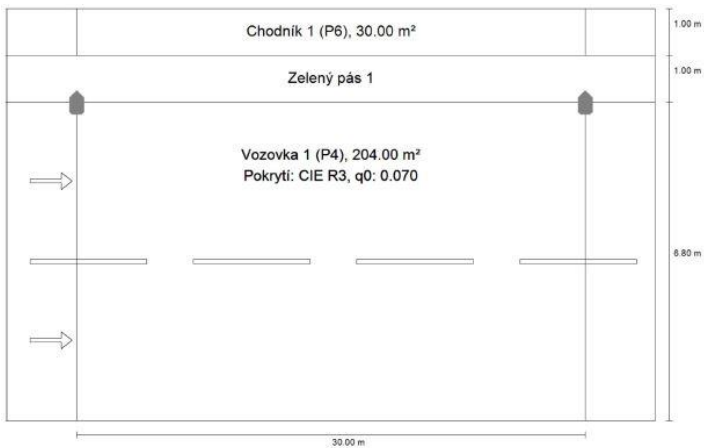 Chodník 1 (P6), 30.00 m²
1.00 m
Zelený pás 1
1.00 m
Vozovka 1 (P4), 204.00 m²
Pokrytí: CIE R3, q0: 0.070
6.80 m
30.00 m